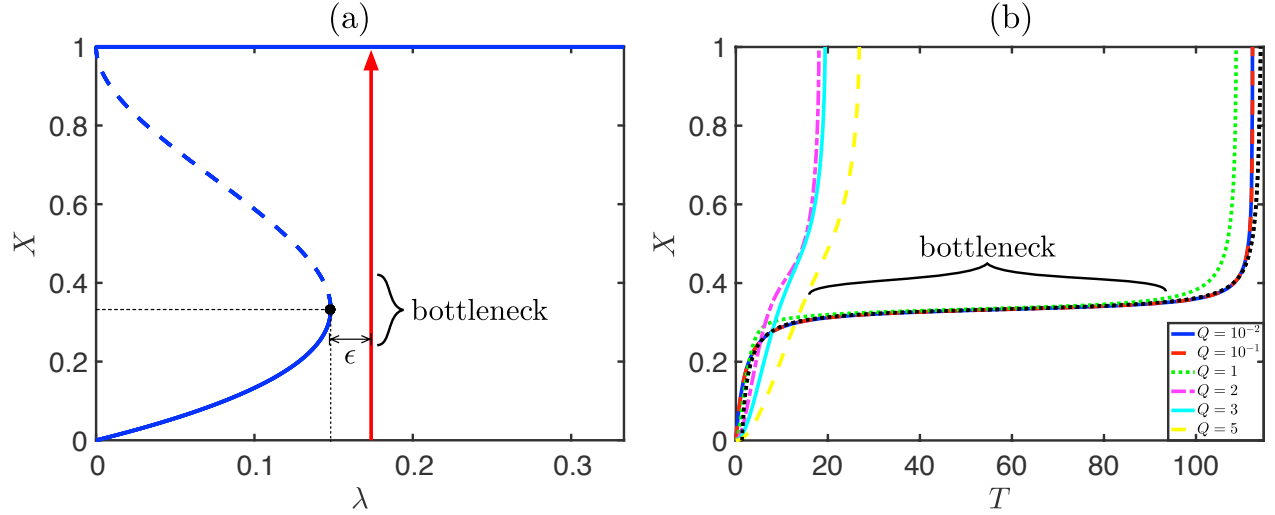 (a)
X
1
0.8
0.6
0.4
0.2
0
bottleneck
ϵ
0 0.1 0.2 0.3
λ
(b)
X
1
0.8
0.6
0.4
0.2
0
bottleneck
Q = 10⁻²
Q = 10⁻¹
Q = 1
Q = 2
Q = 3
Q = 5
0 20 40 60 80 100
T